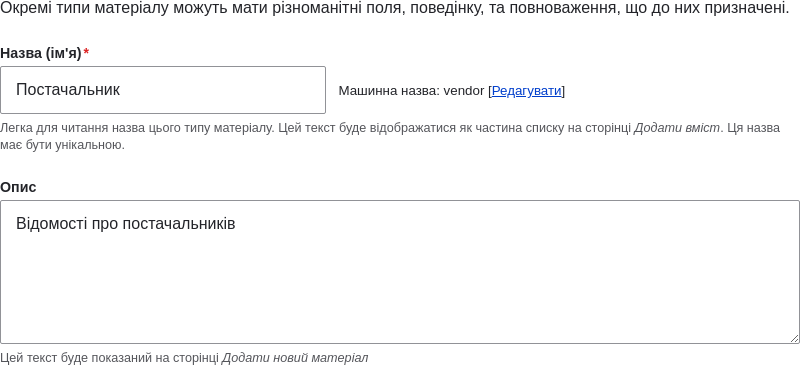 Окремі типи матеріалу можуть мати різноманітні поля, поведінку, та повноваження, що до них призначені.
Назва (ім'я)*
Постачальник
Машинна назва: vendor [Редагувати]
Легка для читання назва цього типу матеріалу. Цей текст буде відображатися як частина списку на сторінці Додати вміст. Ця назва
має бути унікальною.
Опис
Відомості про постачальників
Цей текст буде показаний на сторінці Додати новий матеріал